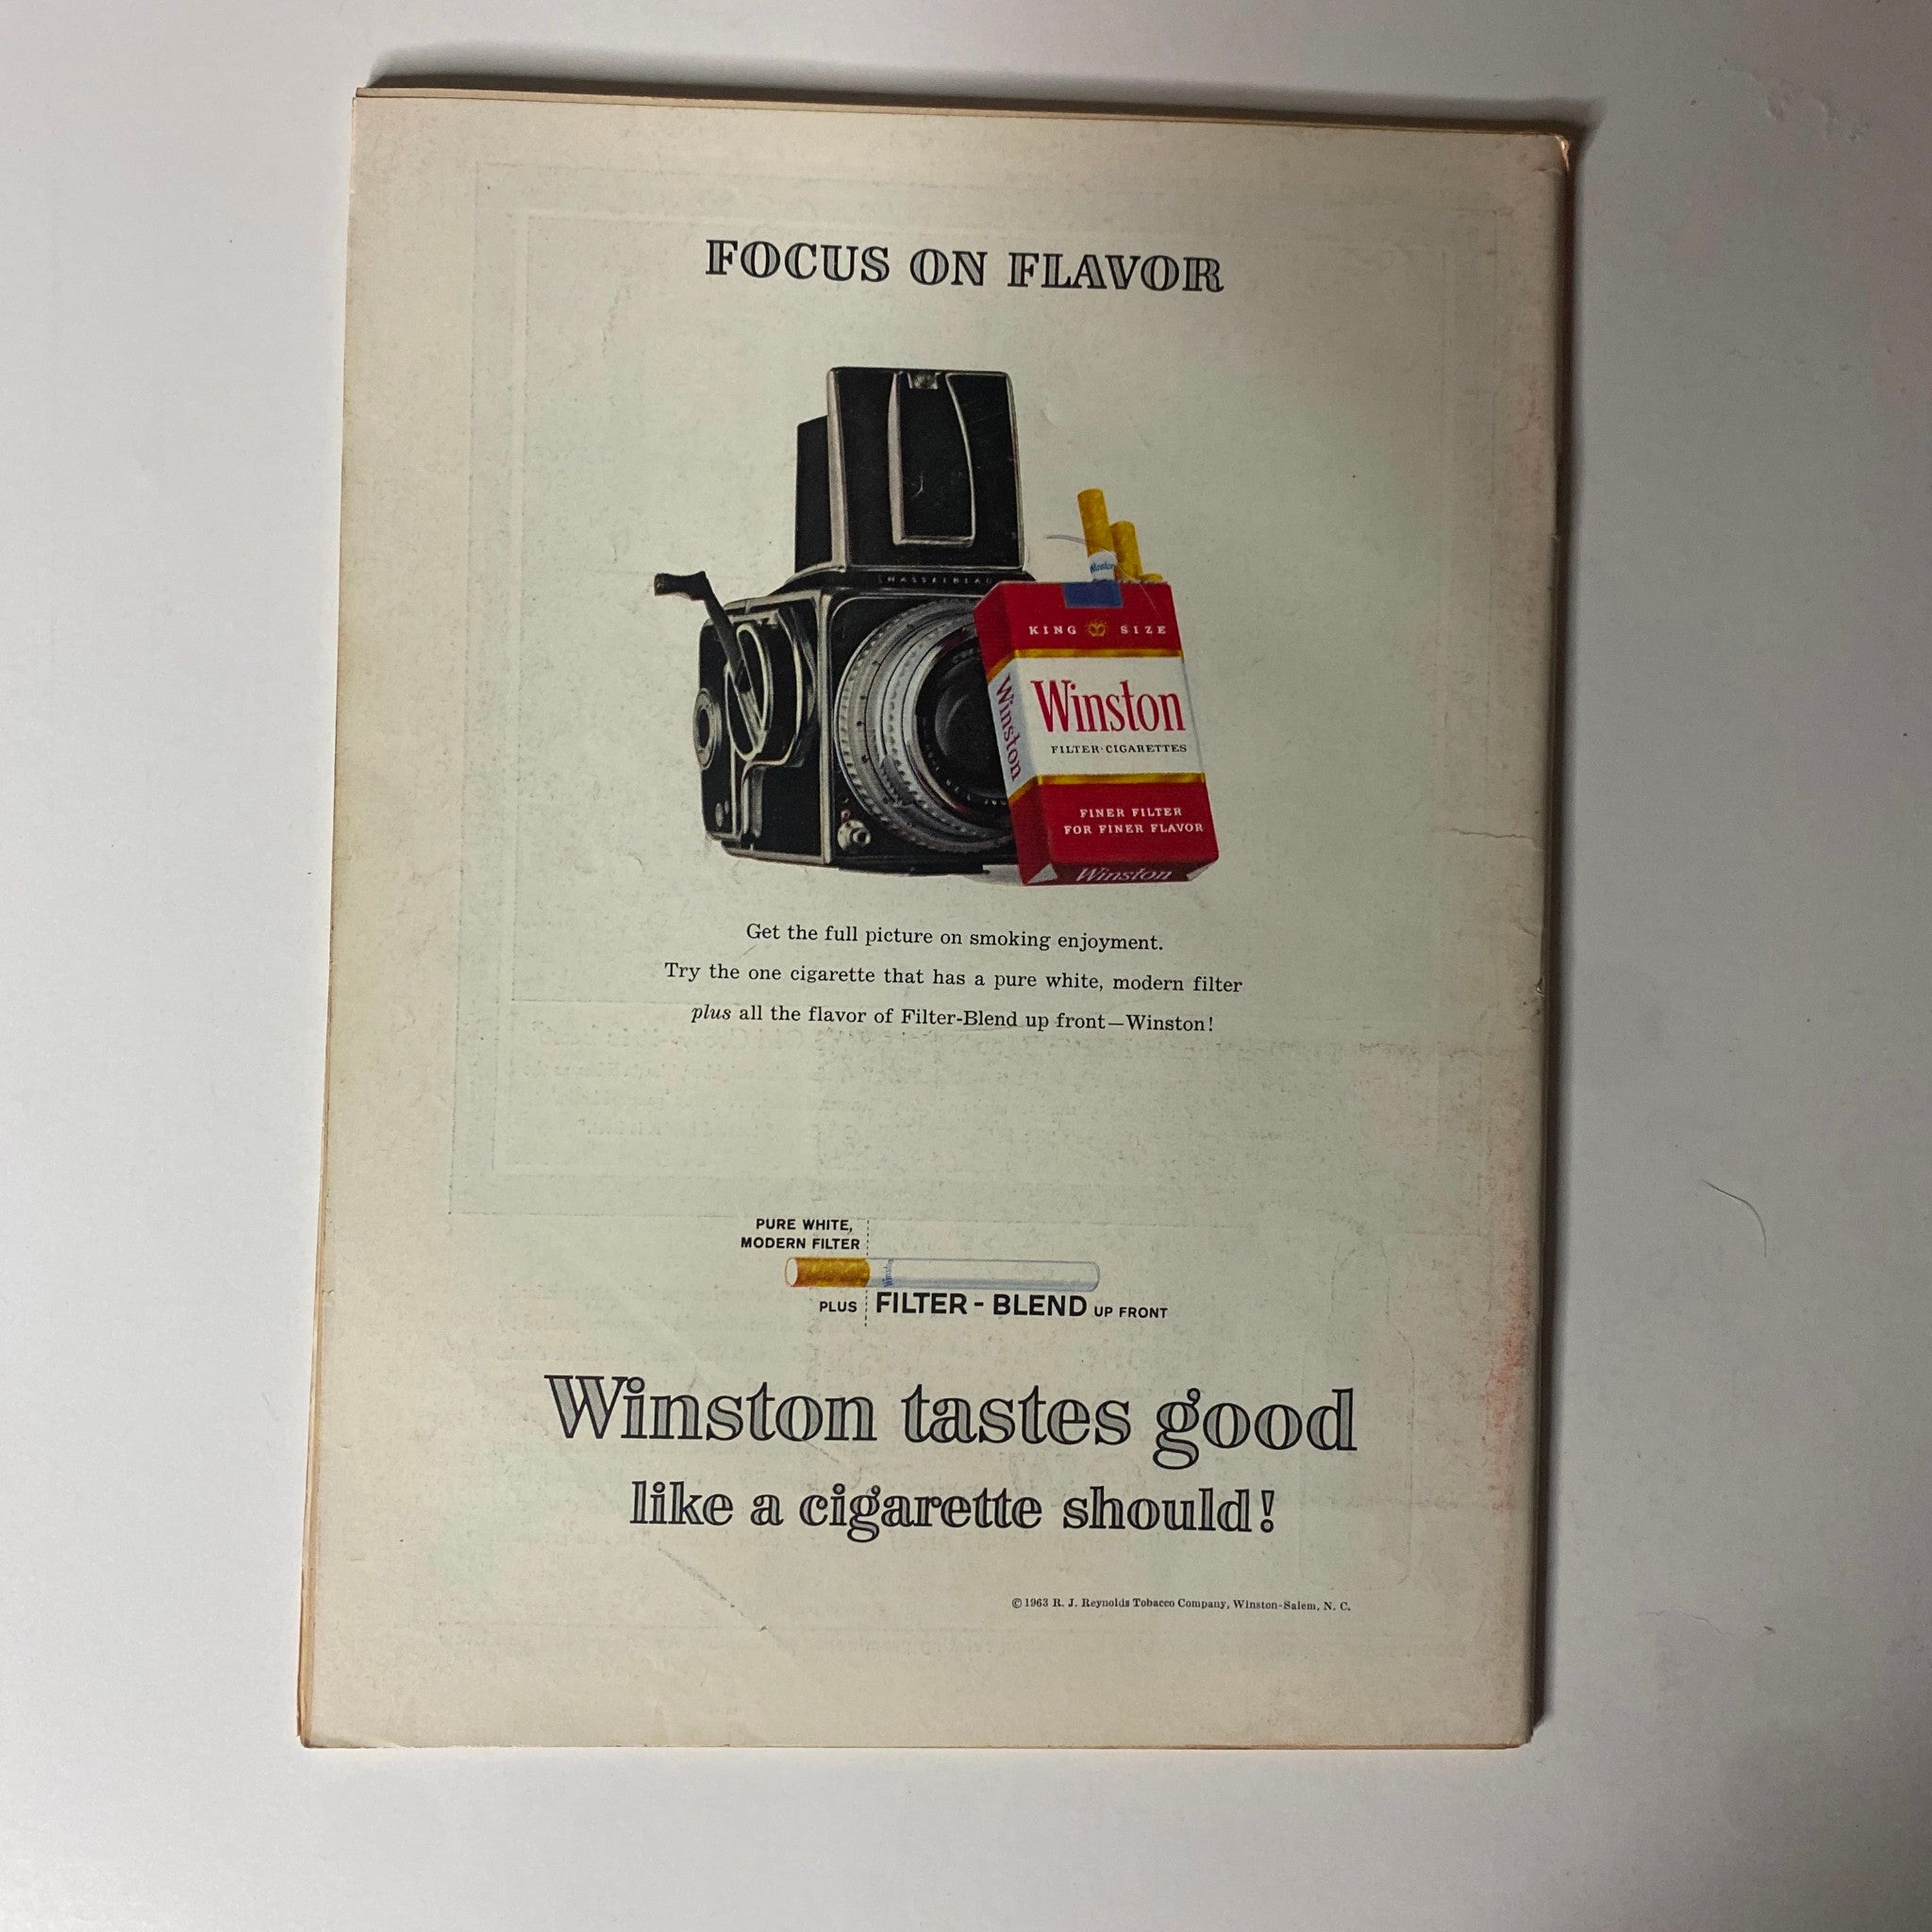 FOCUS ON FLAVOR
HASSELBLAD
Winston
KING SIZE
Winston
Winston
FILTER·CIGARETTES
FINER FILTER
FOR FINER FLAVOR
Winston
Get the full picture on smoking enjoyment.
Try the one cigarette that has a pure white, modern filter
plus all the flavor of Filter-Blend up front—Winston!
PURE WHITE,
MODERN FILTER
Winston
PLUS FILTER-BLEND UP FRONT
Winston tastes good
like a cigarette should!
©1963 R. J. Reynolds Tobacco Company, Winston-Salem, N. C.